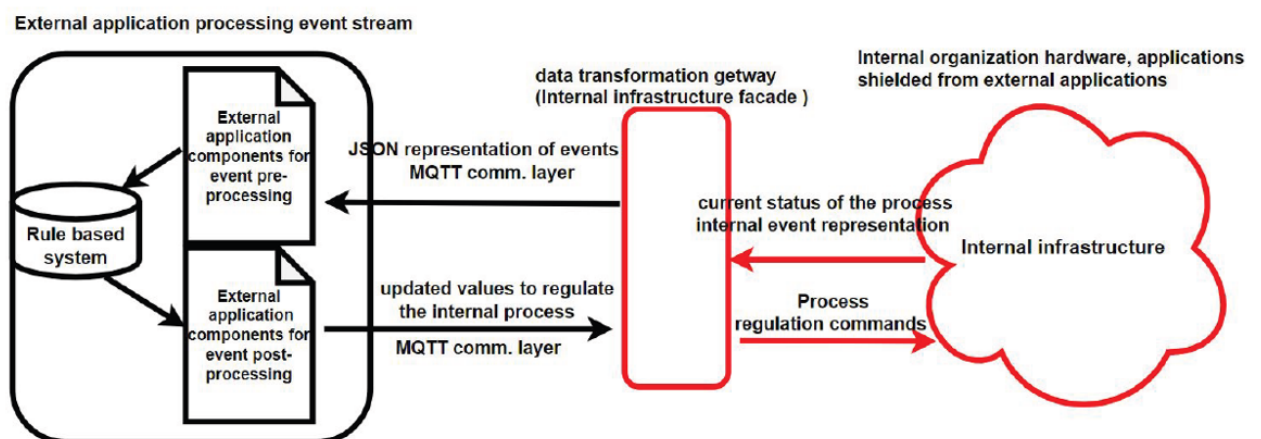 External application processing event stream
External
application
components for
event pre-
processing
Rule based
system
External
application
components for
event post-
processing
JSON representation of events
MQTT comm. layer
updated values to regulate
the internal process
MQTT comm. layer
data transformation getway
(Internal infrastructure facade )
current status of the process
internal event representation
Process
regulation commands
Internal organization hardware, applications
shielded from external applications
Internal infrastructure